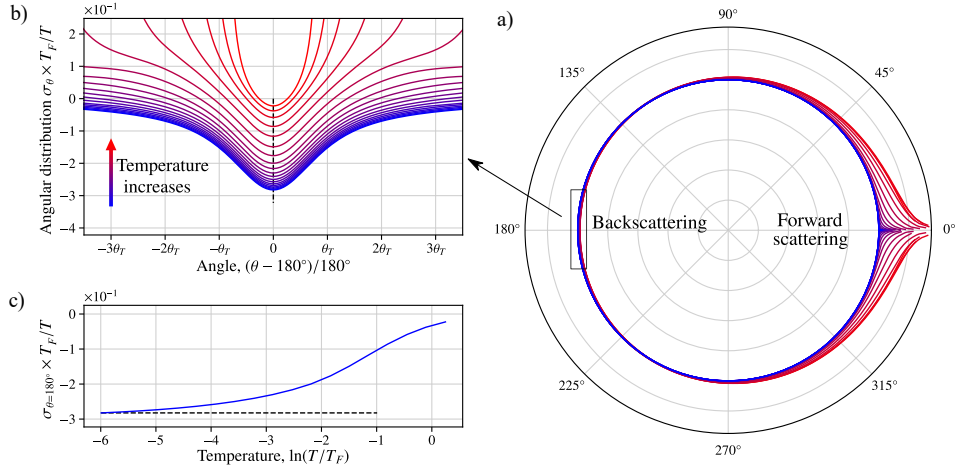 b)
×10⁻¹
Angular distribution σ_θ × T_F/T
2
1
0
−1
−2
−3
−4
Temperature
increases
−3θ_T
−2θ_T
−θ_T
0
θ_T
2θ_T
3θ_T
Angle, (θ − 180°)/180°
c)
×10⁻¹
σ_θ=180° × T_F/T
0
−1
−2
−3
−6
−5
−4
−3
−2
−1
0
Temperature, ln(T/T_F)
a)
90°
135°
45°
180°
Backscattering
Forward
scattering
0°
225°
315°
270°